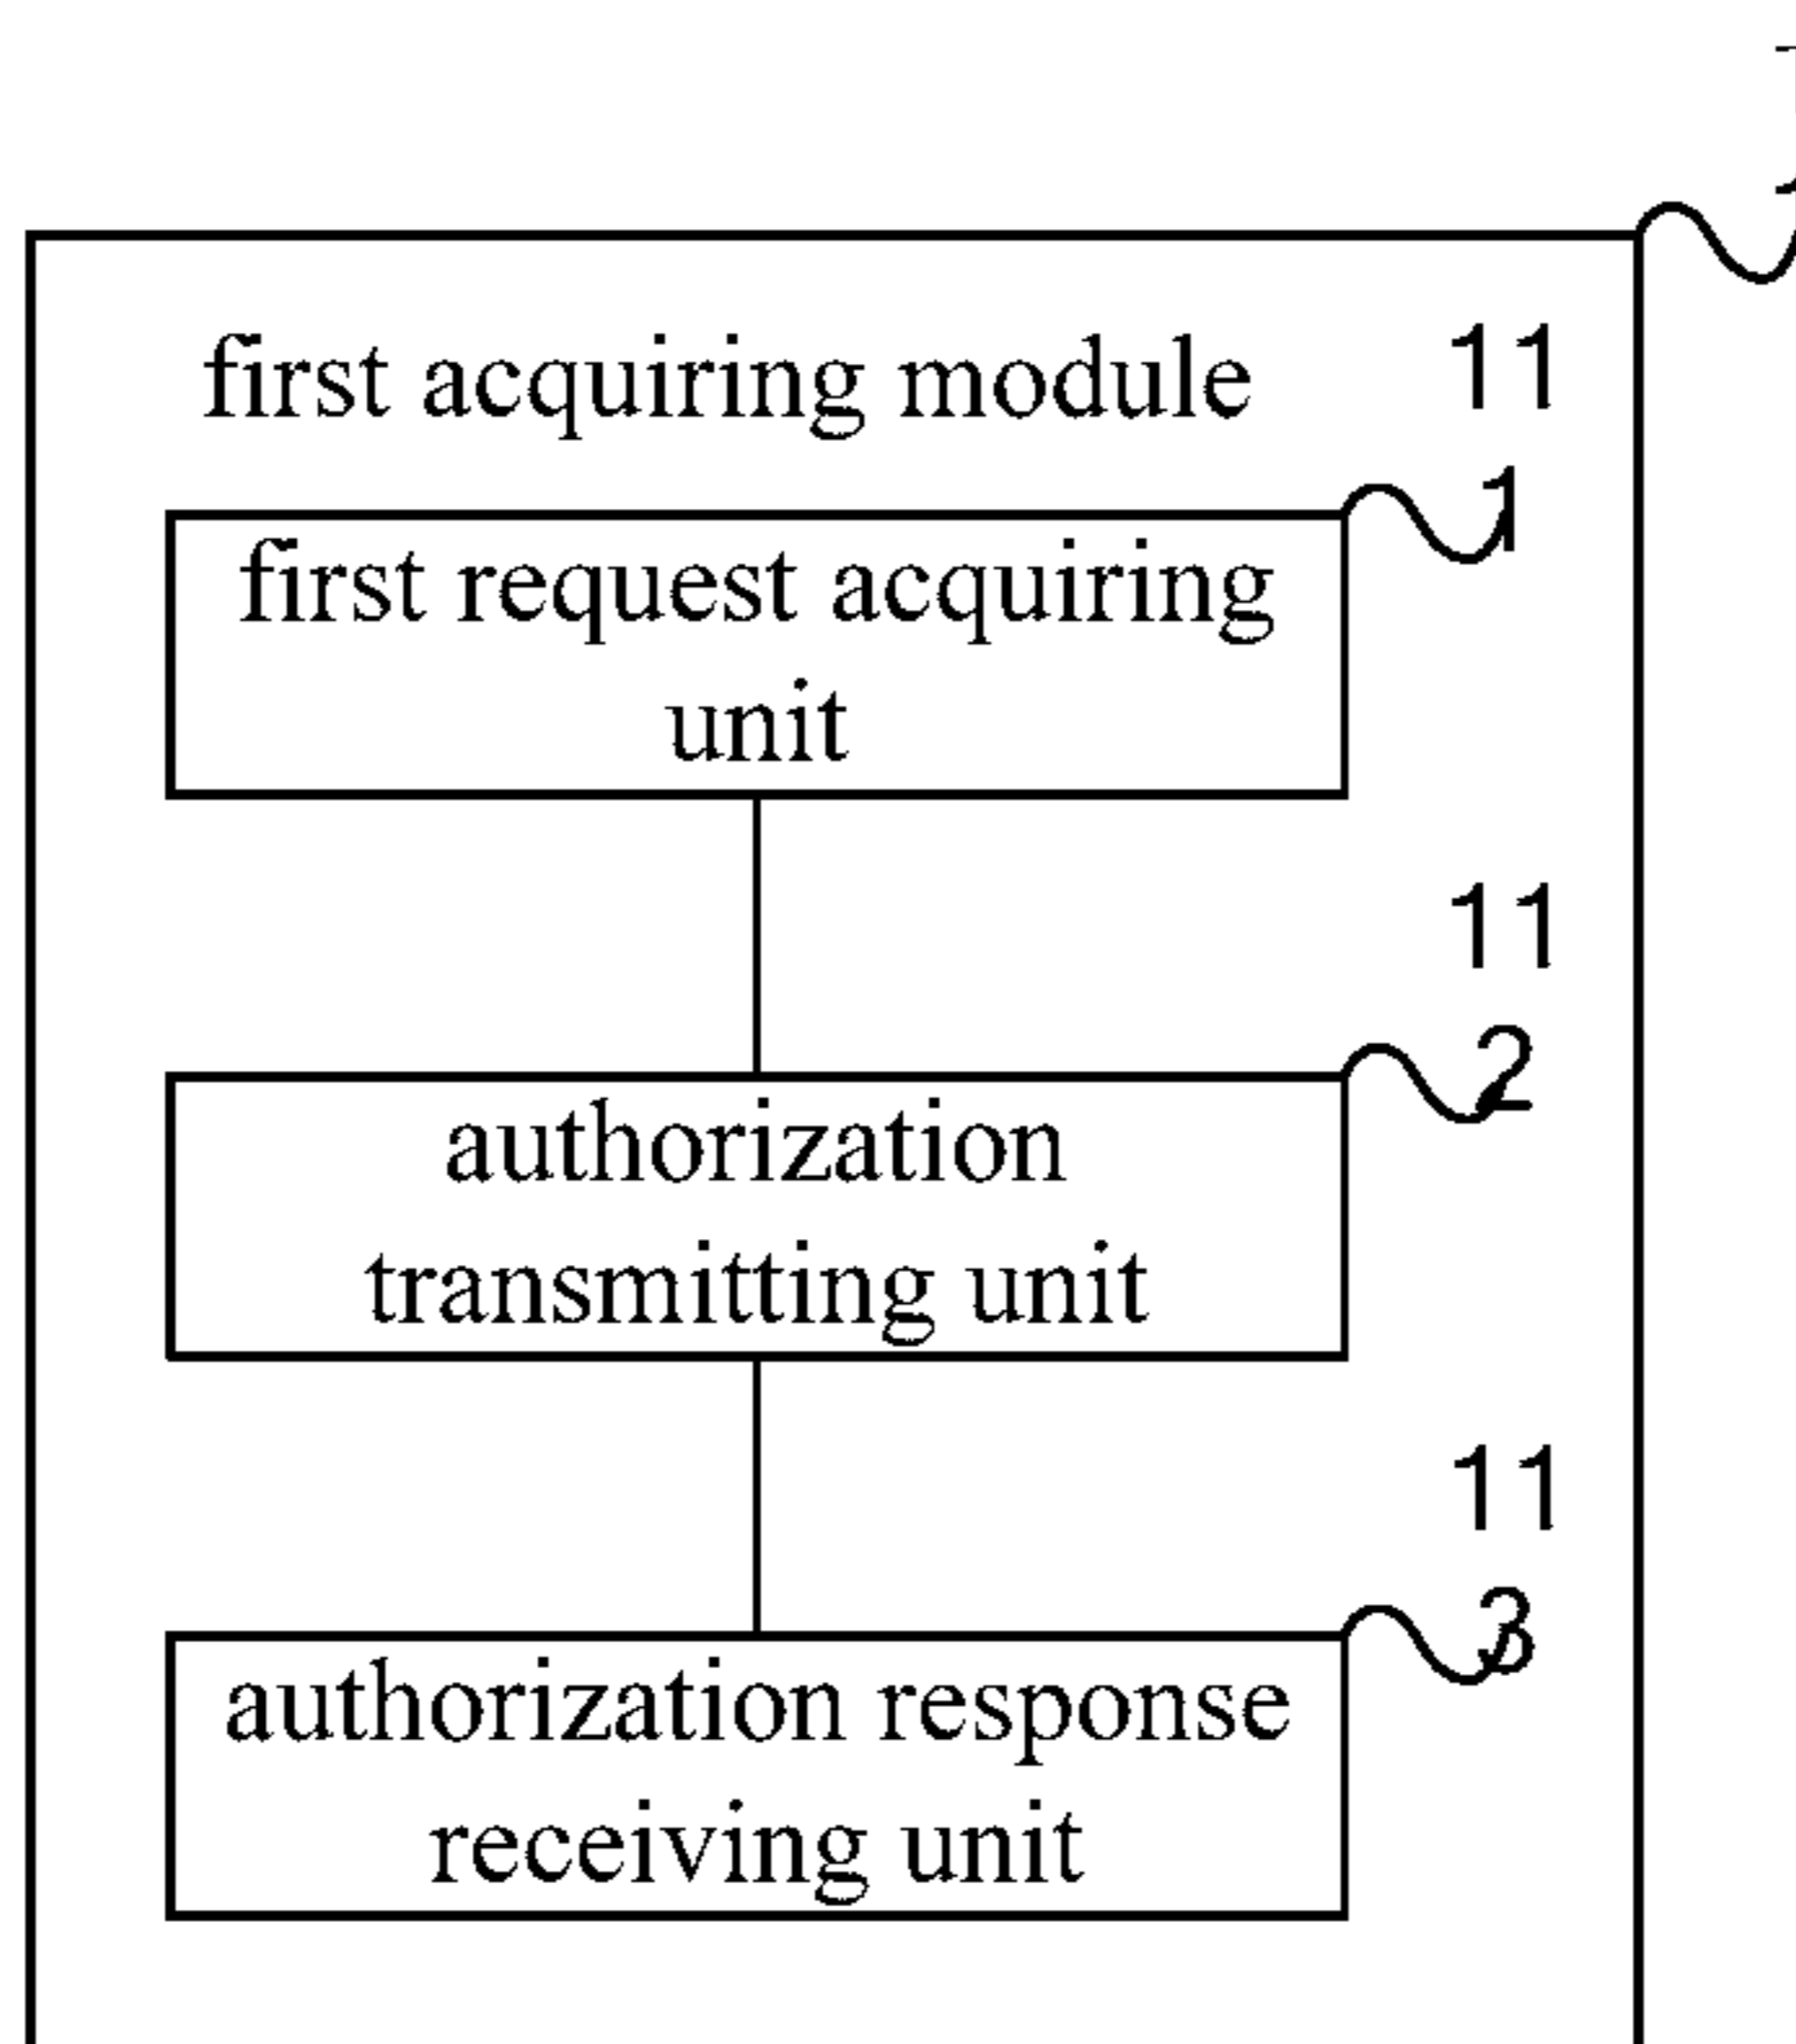 first acquiring module
11
1
first request acquiring
unit
11
2
authorization
transmitting unit
11
3
authorization response
receiving unit